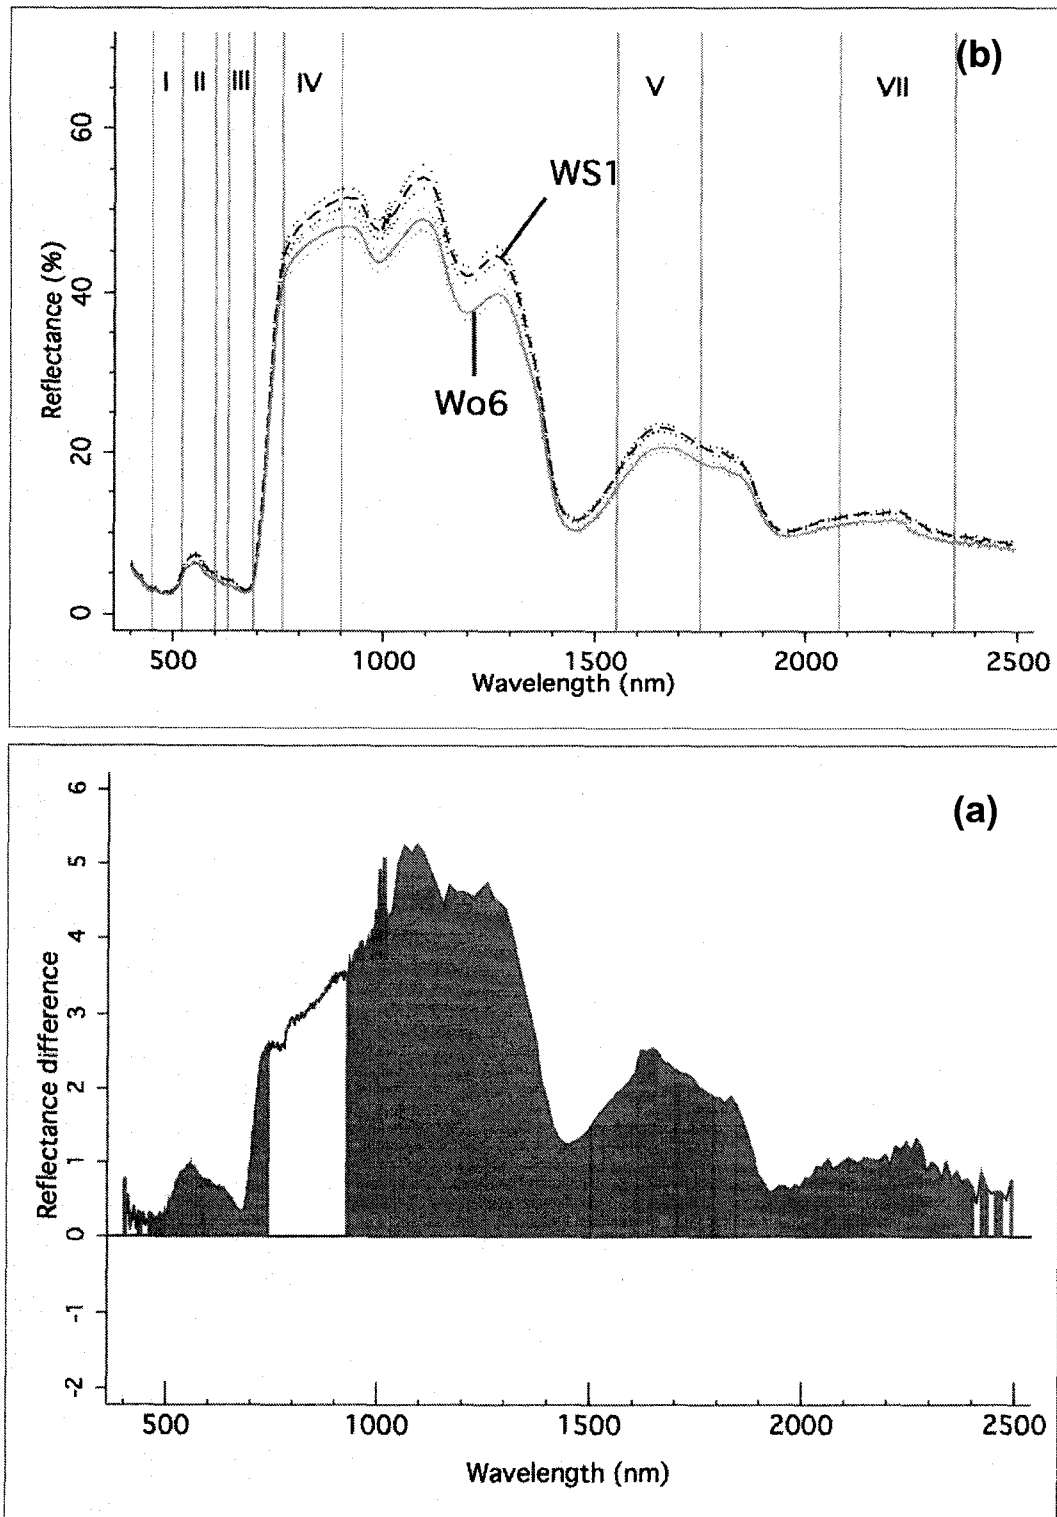 (b)
I II III IV V VII
60
40
20
0
Reflectance (%)
WS1
Wo6
500 1000 1500 2000 2500
Wavelength (nm)
(a)
6
5
4
3
2
1
0
-1
-2
Reflectance difference
500 1000 1500 2000 2500
Wavelength (nm)